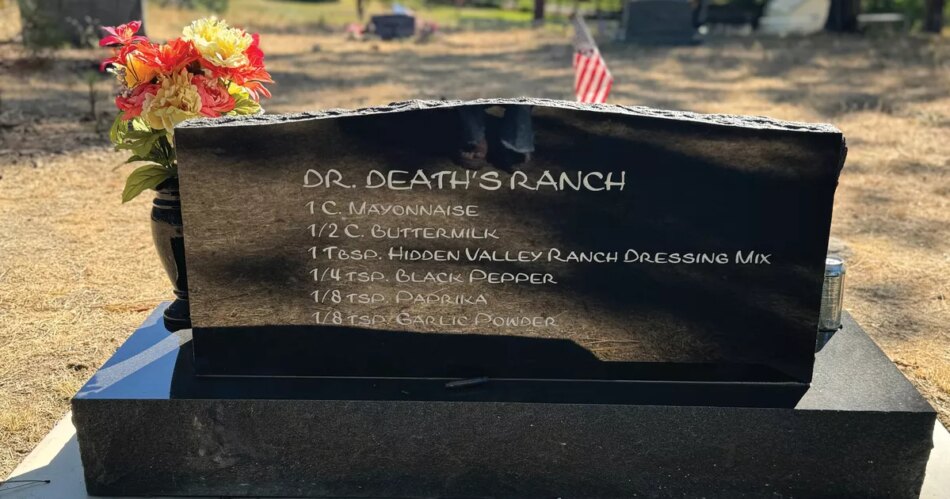 DR. DEATH'S RANCH
1 C. MAYONNAISE
1/2 C. BUTTERMILK
1 TBSP. HIDDEN VALLEY RANCH DRESSING MIX
1/4 TSP. BLACK PEPPER
1/8 TSP. PAPRIKA
1/8 TSP. GARLIC POWDER